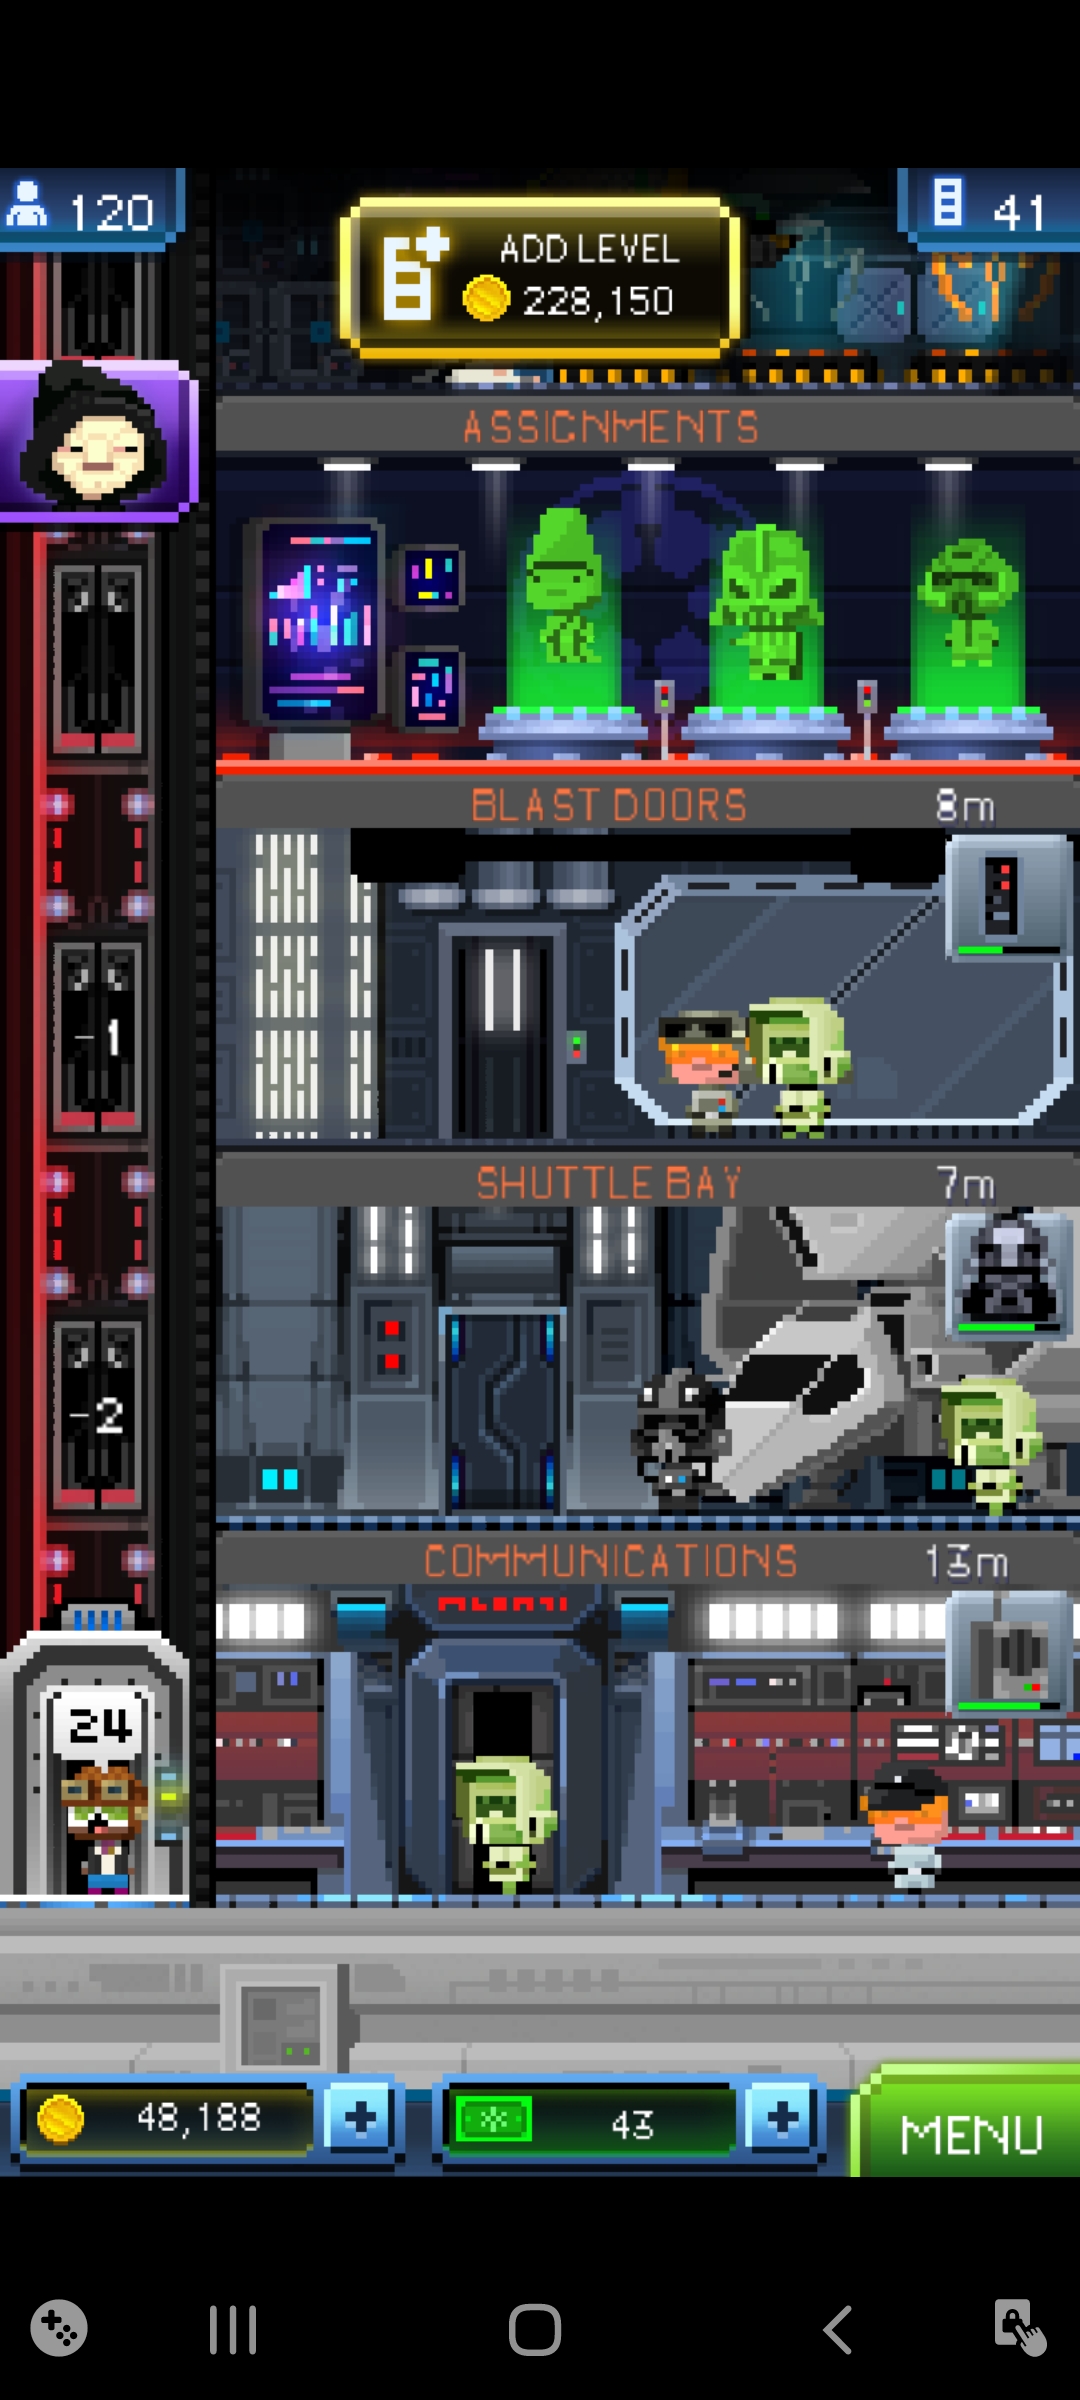 120
ADD LEVEL
228,150
41
ASSIGNMENTS
BLAST DOORS 8m
-1
SHUTTLE BAY 7m
-2
COMMUNICATIONS 13m
24
48,188
43
MENU